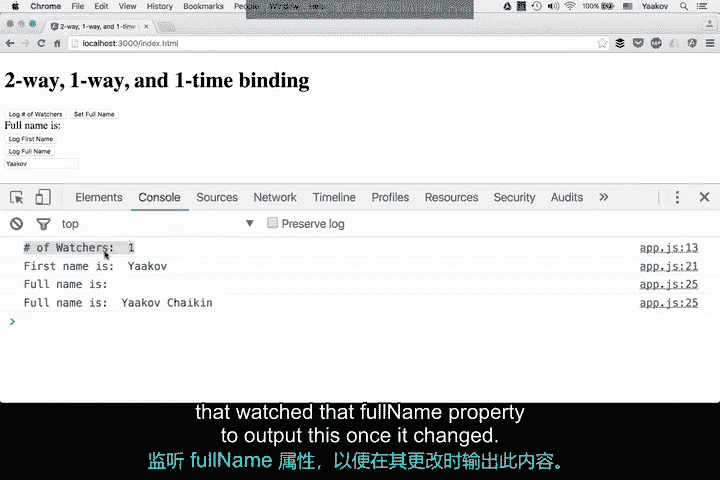 Chrome File Edit View History Bookmarks People Window Help 100% Yaakov
2-way, 1-way, and 1-time b
localhost:3000/index.html
2-way, 1-way, and 1-time binding
Log # of Watchers Set Full Name
Full name is:
Log First Name
Log Full Name
Yaakov
Elements Console Sources Network Timeline Profiles Resources Security Audits
top Preserve log
# of Watchers: 1 app.js:13
First name is: Yaakov app.js:21
Full name is: app.js:25
Full name is: Yaakov Chaikin app.js:25
that watched that fullName property
to output this once it changed.
监听 fullName 属性，以便在其更改时输出此内容。